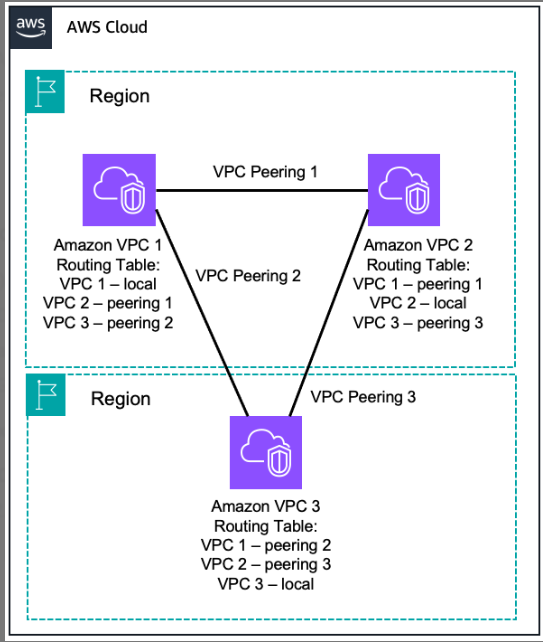 aws
AWS Cloud
Region
VPC Peering 1
Amazon VPC 1
Routing Table:
VPC 1 – local
VPC 2 – peering 1
VPC 3 – peering 2
VPC Peering 2
Amazon VPC 2
Routing Table:
VPC 1 – peering 1
VPC 2 – local
VPC 3 – peering 3
Region
VPC Peering 3
Amazon VPC 3
Routing Table:
VPC 1 – peering 2
VPC 2 – peering 3
VPC 3 – local